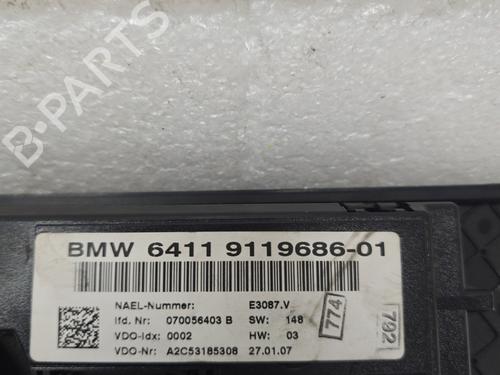 B-PARTS
BMW 6411 9119686-01
NAEL-Nummer: E3087.V
lfd. Nr: 070056403 B SW: 148
VDO-Idx: 0002 HW: 03
VDO-Nr: A2C53185308 27.01.07
774
792